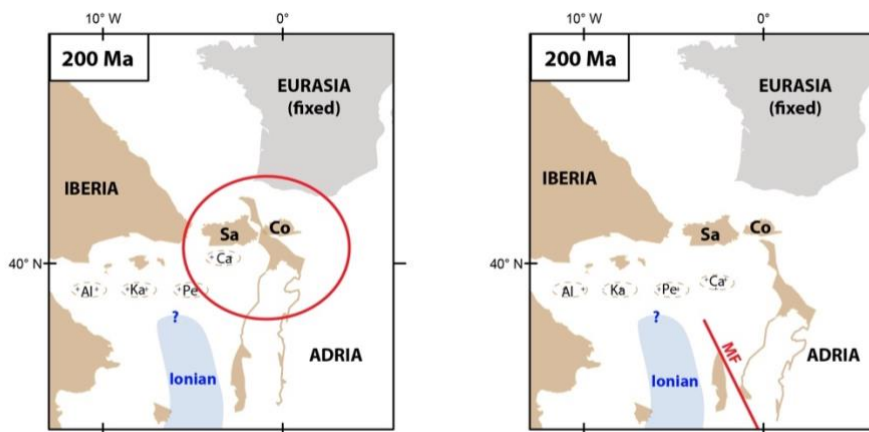 10° W
0°
200 Ma
EURASIA
(fixed)
IBERIA
Sa
Co
Ca
40° N
Al
Ka
Pe
?
Ionian
ADRIA
10° W
0°
200 Ma
EURASIA
(fixed)
IBERIA
Sa
Co
40° N
Al
Ka
Pe
Ca
?
MF
Ionian
ADRIA